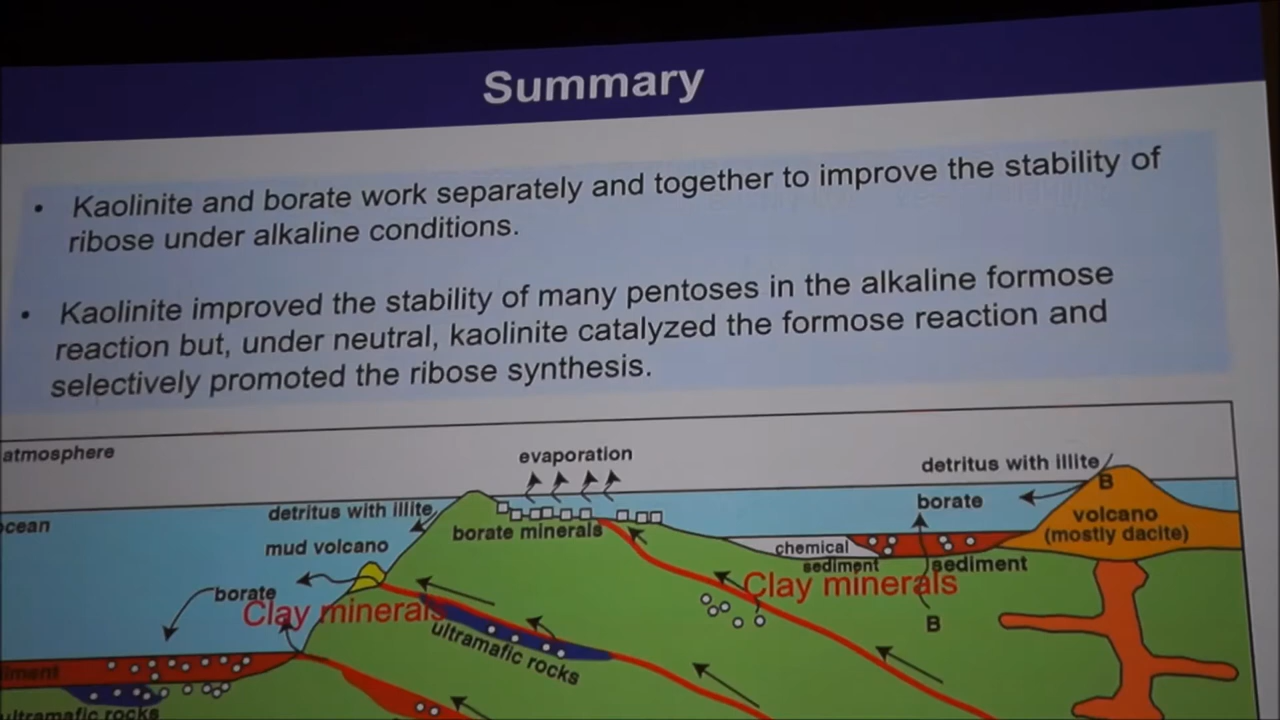 Summary
• Kaolinite and borate work separately and together to improve the stability of
ribose under alkaline conditions.
• Kaolinite improved the stability of many pentoses in the alkaline formose
reaction but, under neutral, kaolinite catalyzed the formose reaction and
selectively promoted the ribose synthesis.
atmosphere
evaporation
detritus with illite
B
ocean
detritus with illite
borate minerals
borate
volcano
(mostly dacite)
mud volcano
chemical
sediment
sediment
borate
Clay minerals
Clay minerals
B
ultramafic rocks
iment
ultramafic rocks